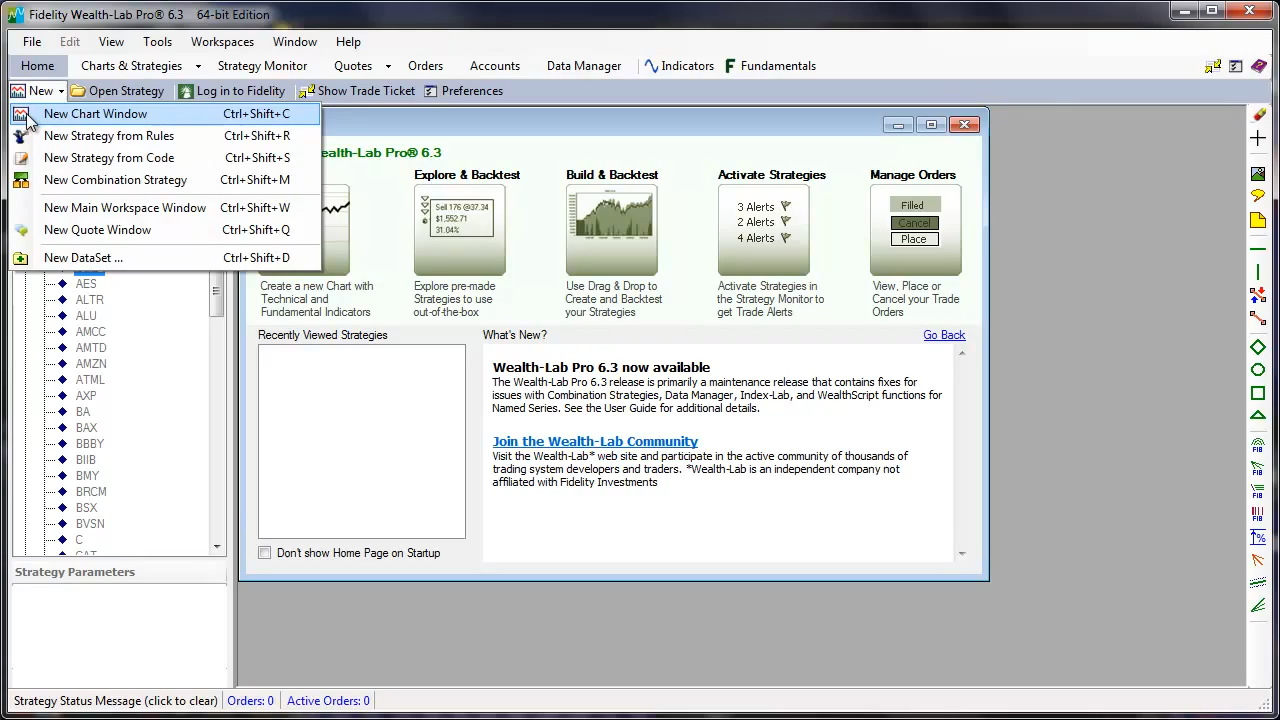 Fidelity Wealth-Lab Pro® 6.3 64-bit Edition
File Edit View Tools Workspaces Window Help
Home Charts & Strategies Strategy Monitor Quotes Orders Accounts Data Manager Indicators F Fundamentals
New Open Strategy Log in to Fidelity Show Trade Ticket Preferences
New Chart Window Ctrl+Shift+C
New Strategy from Rules Ctrl+Shift+R
New Strategy from Code Ctrl+Shift+S
New Combination Strategy Ctrl+Shift+M
New Main Workspace Window Ctrl+Shift+W
New Quote Window Ctrl+Shift+Q
New DataSet ... Ctrl+Shift+D
ealth-Lab Pro® 6.3
Explore & Backtest Build & Backtest Activate Strategies Manage Orders
Sell 176 @37.34
$1,552.71
31.04%
3 Alerts
2 Alerts
4 Alerts
Filled
Cancel
Place
Create a new Chart with
Technical and
Fundamental Indicators
Explore pre-made
Strategies to use
out-of-the-box
Use Drag & Drop to
Create and Backtest
your Strategies
Activate Strategies in
the Strategy Monitor to
get Trade Alerts
View, Place or
Cancel your Trade
Orders
AES
ALTR
ALU
AMCC
AMTD
AMZN
ATML
AXP
BA
BAX
BBBY
BIIB
BMY
BRCM
BSX
BVSN
C
CAT
Recently Viewed Strategies
What's New? Go Back
Wealth-Lab Pro 6.3 now available
The Wealth-Lab Pro 6.3 release is primarily a maintenance release that contains fixes for
issues with Combination Strategies, Data Manager, Index-Lab, and WealthScript functions for
Named Series. See the User Guide for additional details.
Join the Wealth-Lab Community
Visit the Wealth-Lab* web site and participate in the active community of thousands of
trading system developers and traders. *Wealth-Lab is an independent company not
affiliated with Fidelity Investments
Don't show Home Page on Startup
Strategy Parameters
FIB
FIB
FIB
FIB
%
Strategy Status Message (click to clear) Orders: 0 Active Orders: 0